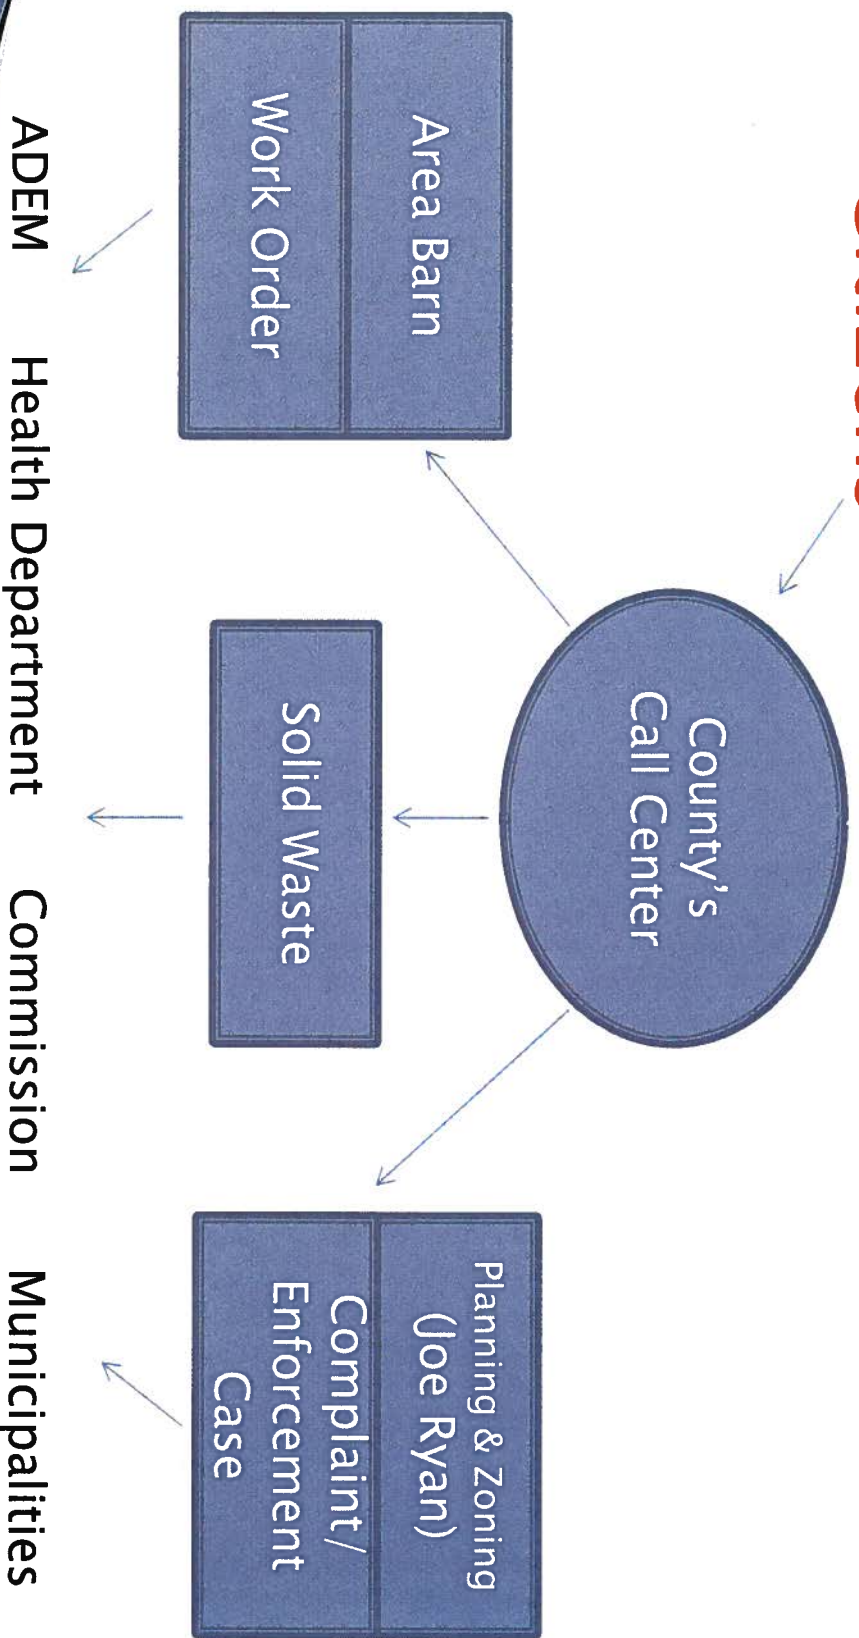 County's
Call Center
Area Barn
Work Order
Solid Waste
Planning & Zoning
(Joe Ryan)
Complaint/
Enforcement
Case
ADEM Health Department Commission Municipalities